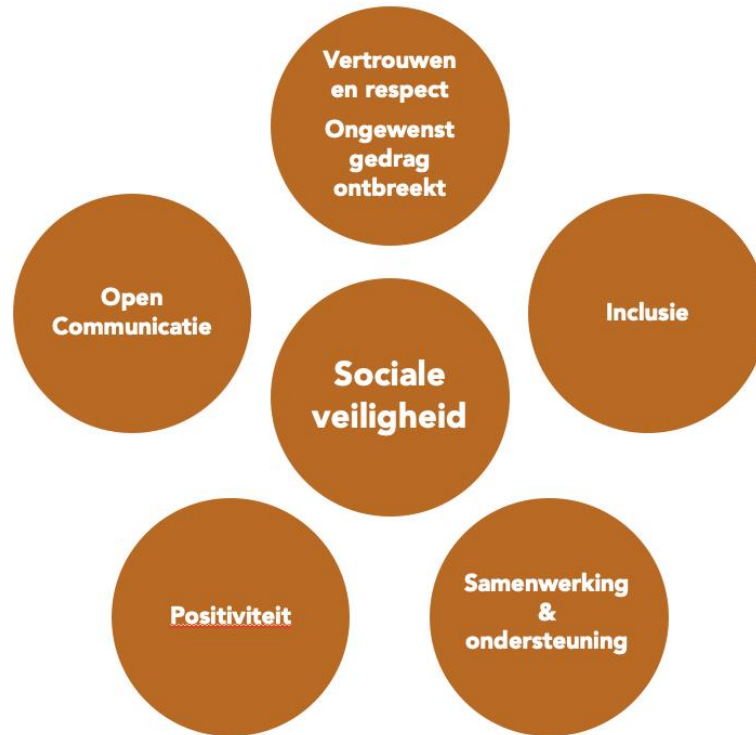 Vertrouwen
en respect
Ongewenst
gedrag
ontbreekt
Open
Communicatie
Inclusie
Sociale
veiligheid
Positiviteit
Samenwerking
&
ondersteuning